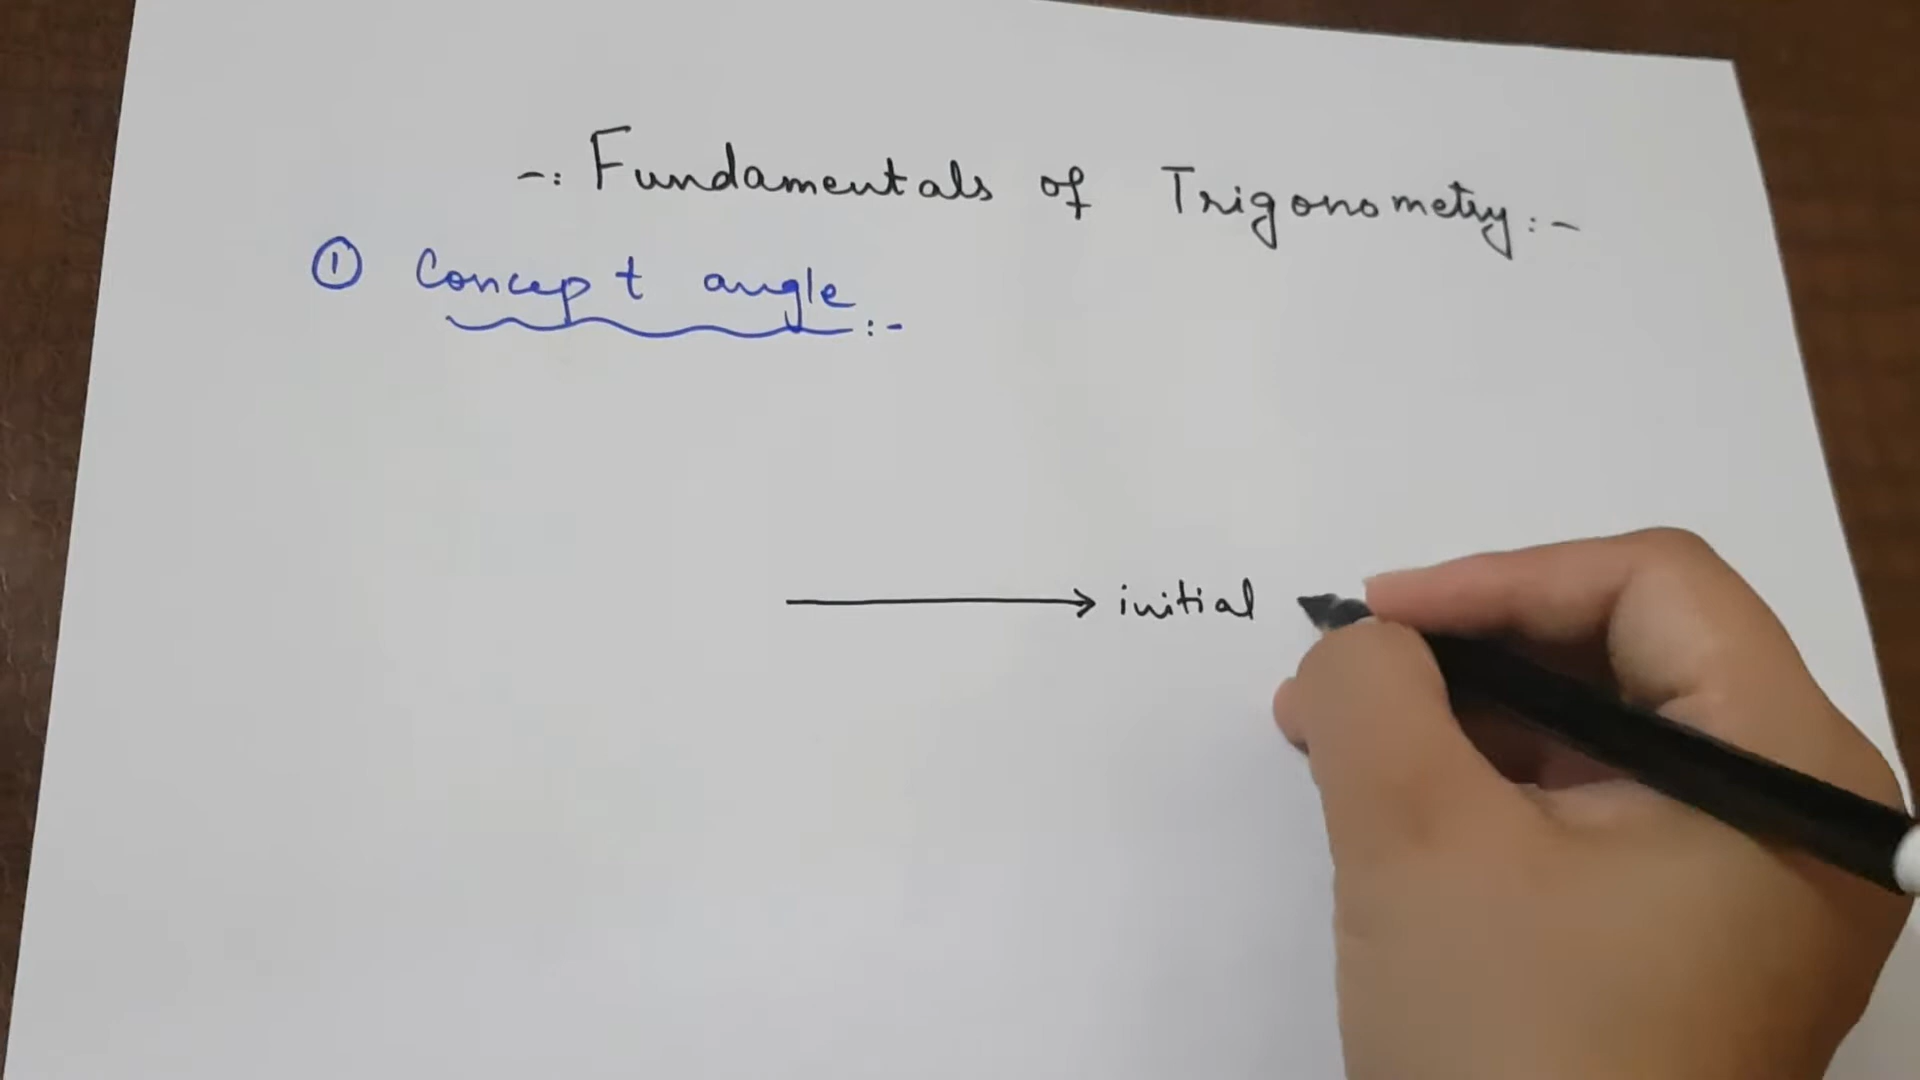 -: Fundamentals of Trigonometry :-
① Concept angle :-
initial